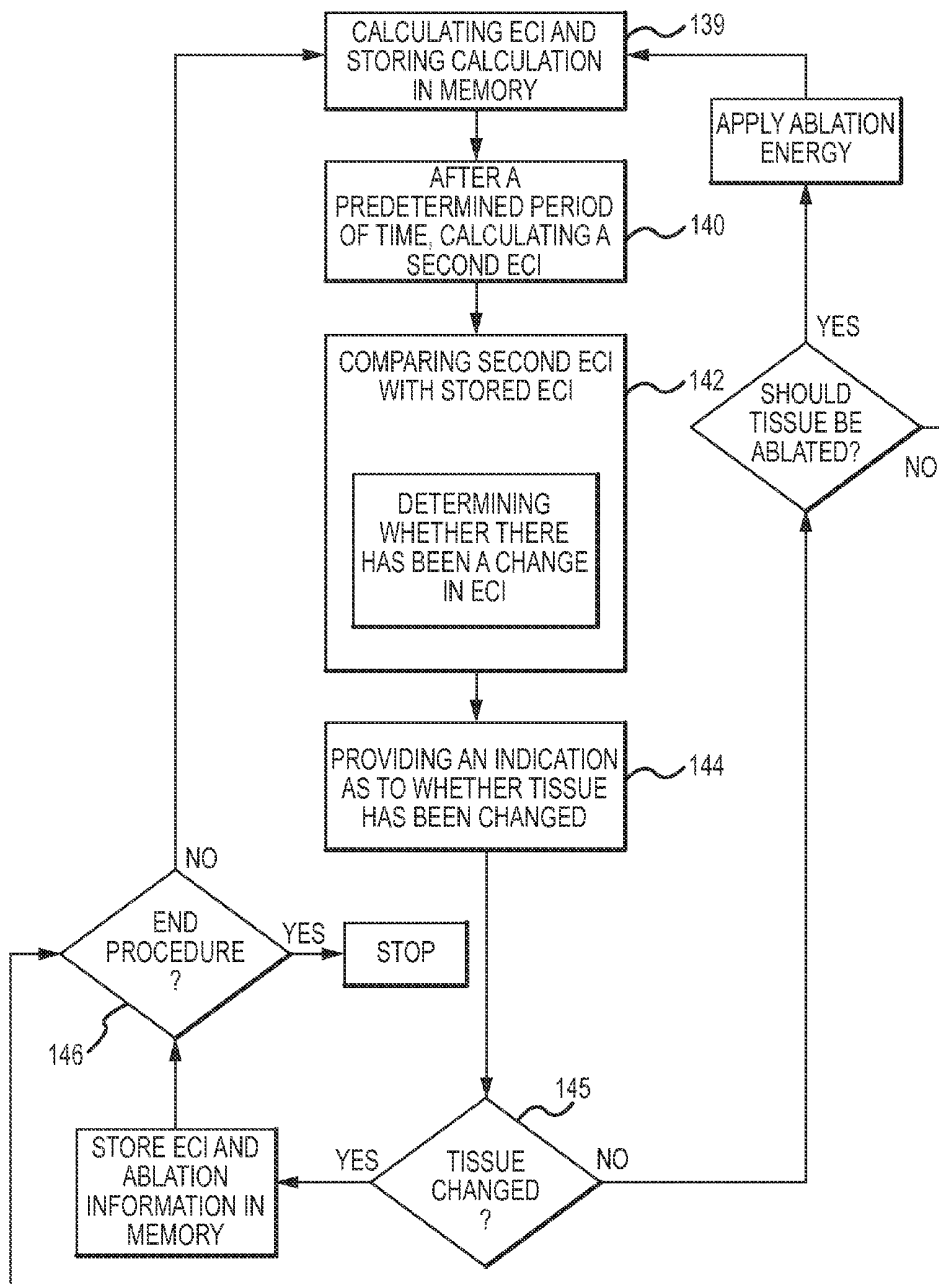 CALCULATING ECI AND
STORING CALCULATION
IN MEMORY
139
APPLY ABLATION
ENERGY
AFTER A
PREDETERMINED PERIOD
OF TIME, CALCULATING A
SECOND ECI
140
YES
COMPARING SECOND ECI
WITH STORED ECI
142
SHOULD
TISSUE BE
ABLATED?
NO
DETERMINING
WHETHER THERE
HAS BEEN A CHANGE
IN ECI
PROVIDING AN INDICATION
AS TO WHETHER TISSUE
HAS BEEN CHANGED
144
NO
END
PROCEDURE
?
YES
STOP
146
145
STORE ECI AND
ABLATION
INFORMATION IN
MEMORY
YES
TISSUE
CHANGED
?
NO